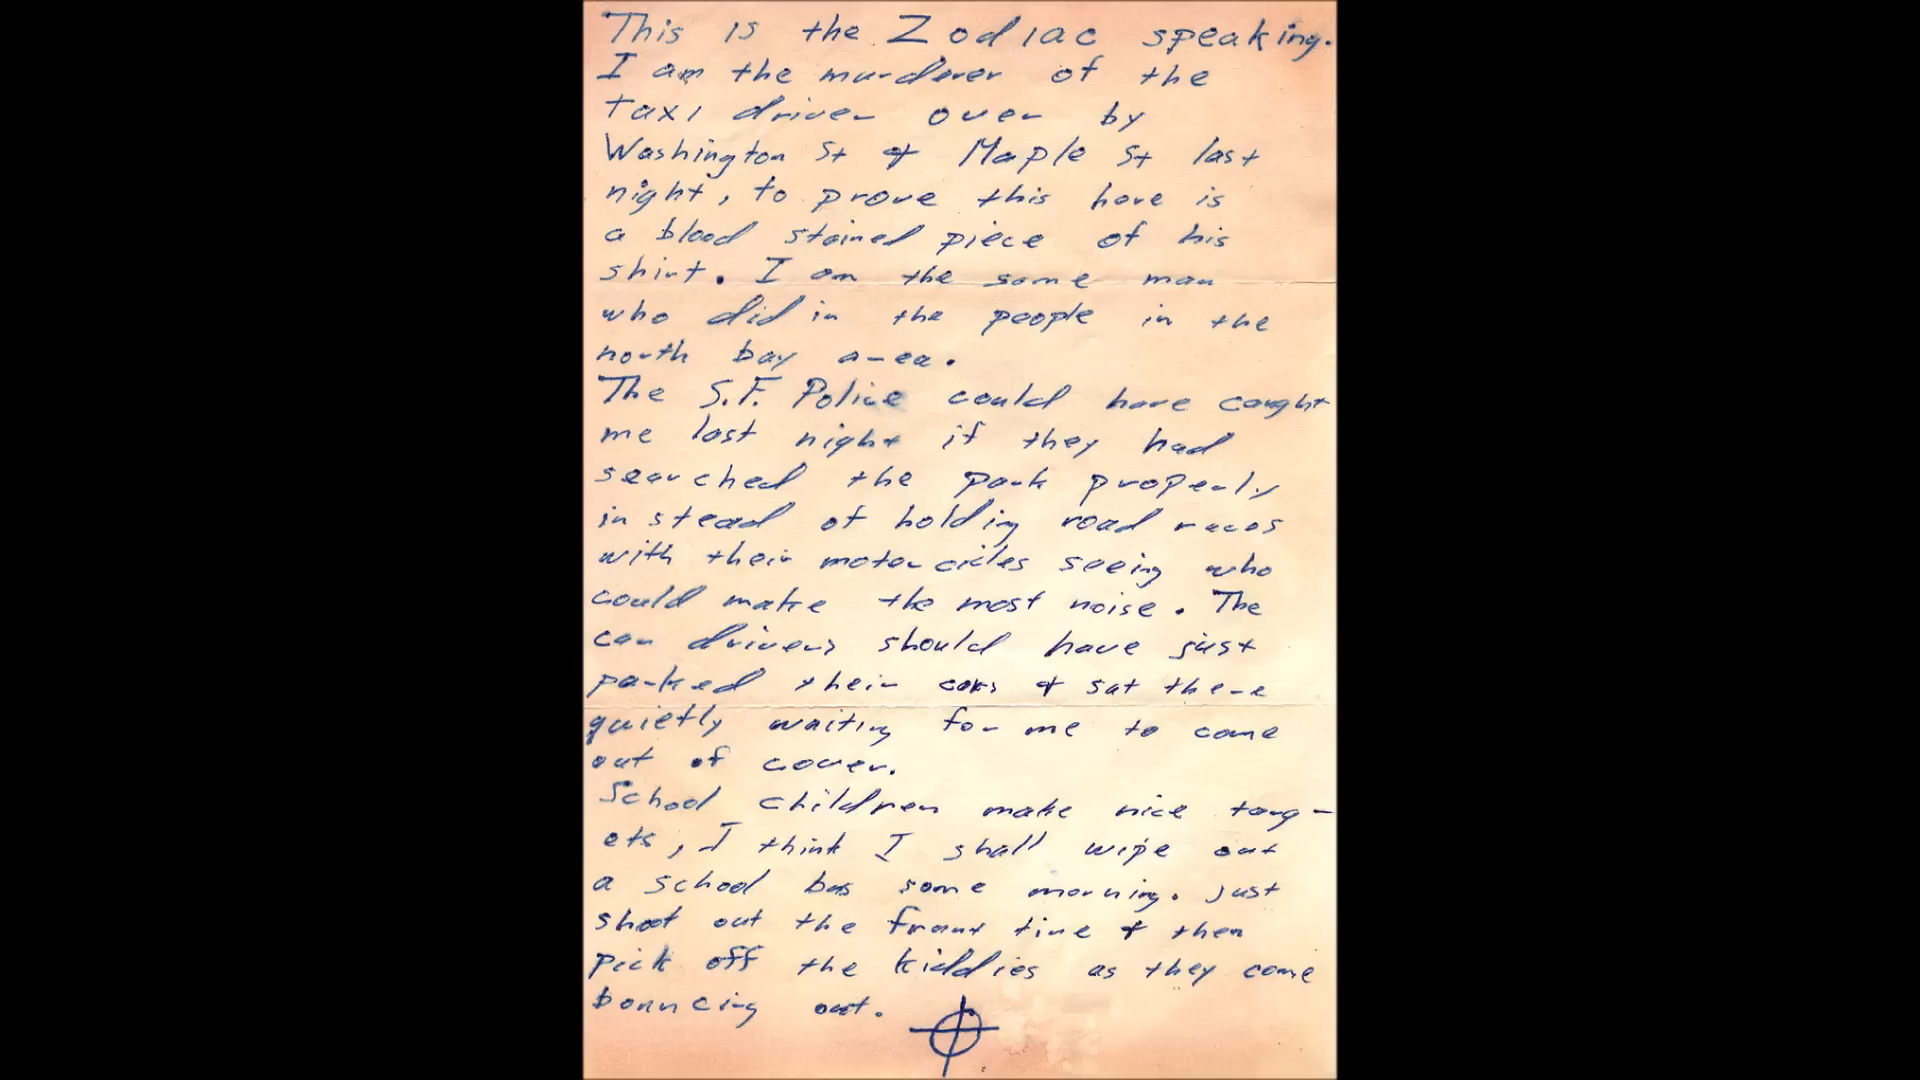 This is the Zodiac speaking.
I am the murderer of the
taxi driver over by
Washington St & Maple St last
night, to prove this here is
a blood stained piece of his
shirt. I am the same man
who did in the people in the
north bay area.
The S.F. Police could have caught
me last night if they had
searched the park properly
in stead of holding road races
with their motorcicles seeing who
could make the most noise. The
car drivers should have just
parked their cars & sat there
quietly waiting for me to come
out of cover.
School children make nice targ-
ets, I think I shall wipe out
a school bus some morning. Just
shoot out the front tire & then
pick off the kiddies as they come
bouncing out.